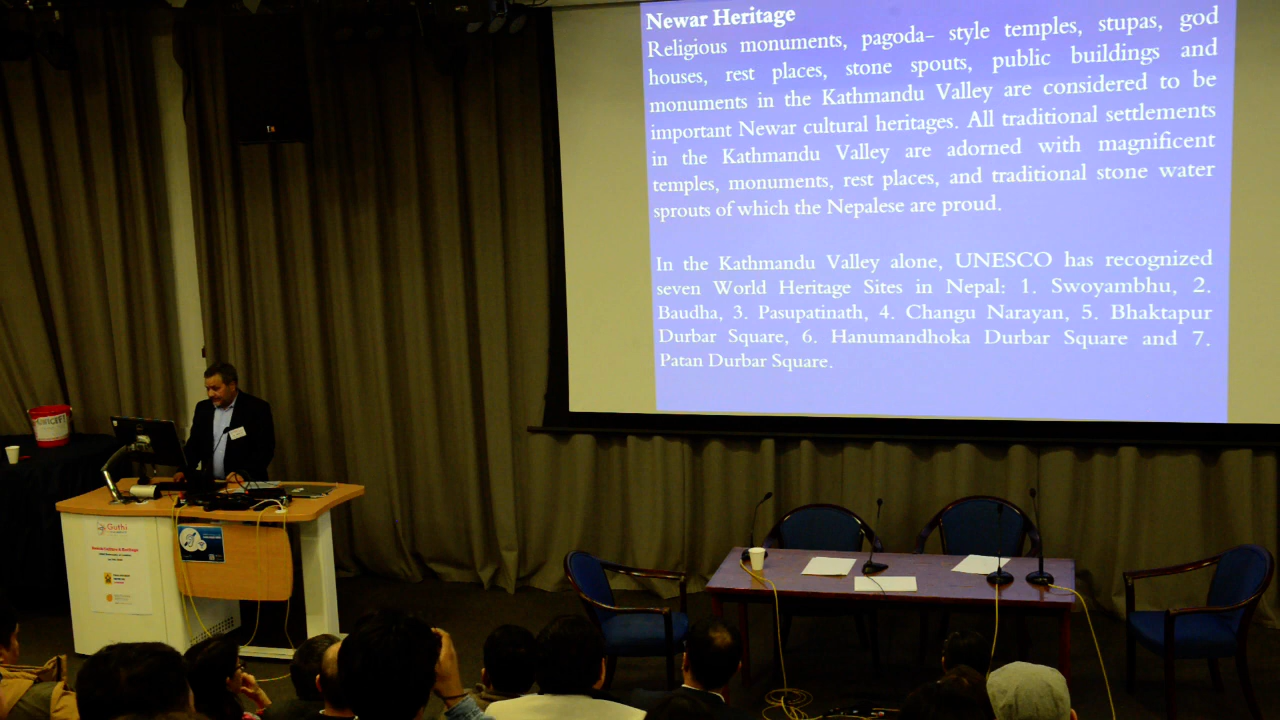 Newar Heritage
Religious monuments, pagoda- style temples, stupas, god
houses, rest places, stone spouts, public buildings and
monuments in the Kathmandu Valley are considered to be
important Newar cultural heritages. All traditional settlements
in the Kathmandu Valley are adorned with magnificent
temples, monuments, rest places, and traditional stone water
sprouts of which the Nepalese are proud.
In the Kathmandu Valley alone, UNESCO has recognized
seven World Heritage Sites in Nepal: 1. Swoyambhu, 2.
Baudha, 3. Pasupatinath, 4. Changu Narayan, 5. Bhaktapur
Durbar Square, 6. Hanumandhoka Durbar Square and 7.
Patan Durbar Square.
Guthi